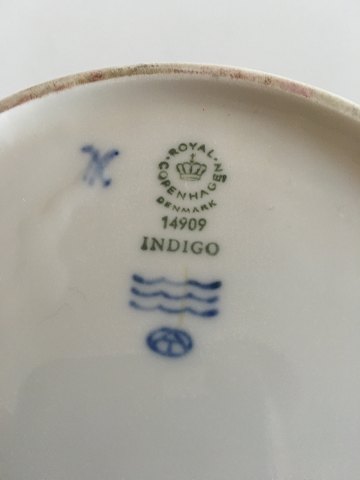 ROYAL COPENHAGEN
DENMARK
14909
INDIGO